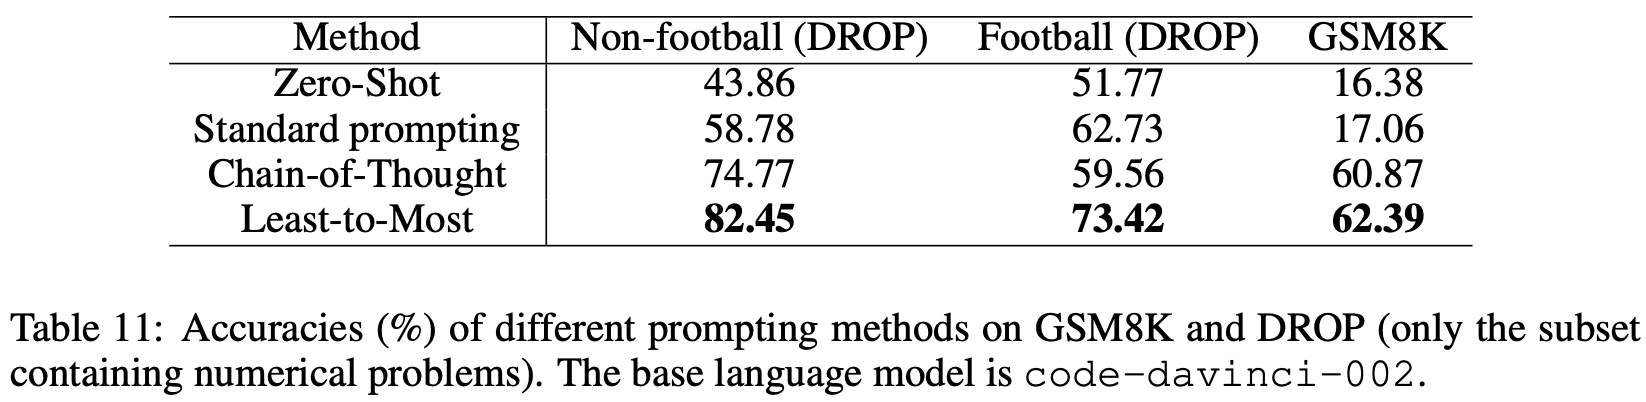 Method Non-football (DROP) Football (DROP) GSM8K
Zero-Shot 43.86 51.77 16.38
Standard prompting 58.78 62.73 17.06
Chain-of-Thought 74.77 59.56 60.87
Least-to-Most 82.45 73.42 62.39
Table 11: Accuracies (%) of different prompting methods on GSM8K and DROP (only the subset
containing numerical problems). The base language model is code-davinci-002.